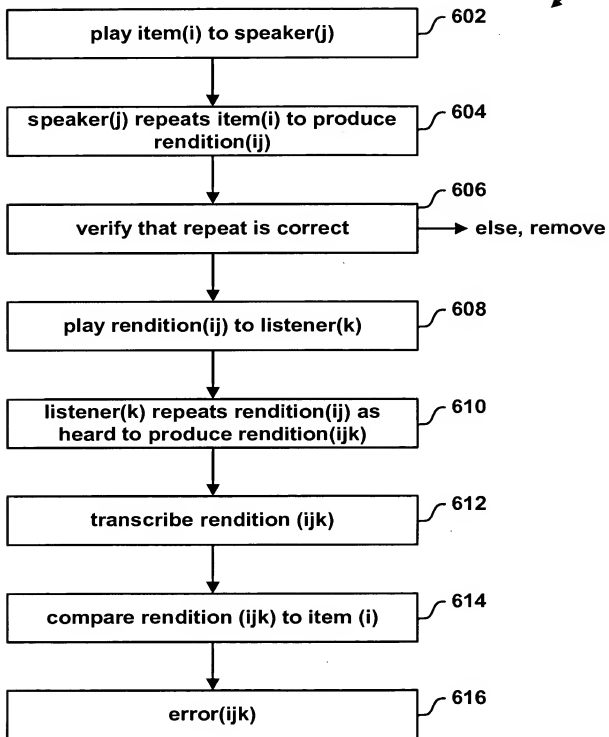 602
play item(i) to speaker(j)
604
speaker(j) repeats item(i) to produce
rendition(ij)
606
verify that repeat is correct
else, remove
608
play rendition(ij) to listener(k)
610
listener(k) repeats rendition(ij) as
heard to produce rendition(ijk)
612
transcribe rendition (ijk)
614
compare rendition (ijk) to item (i)
616
error(ijk)